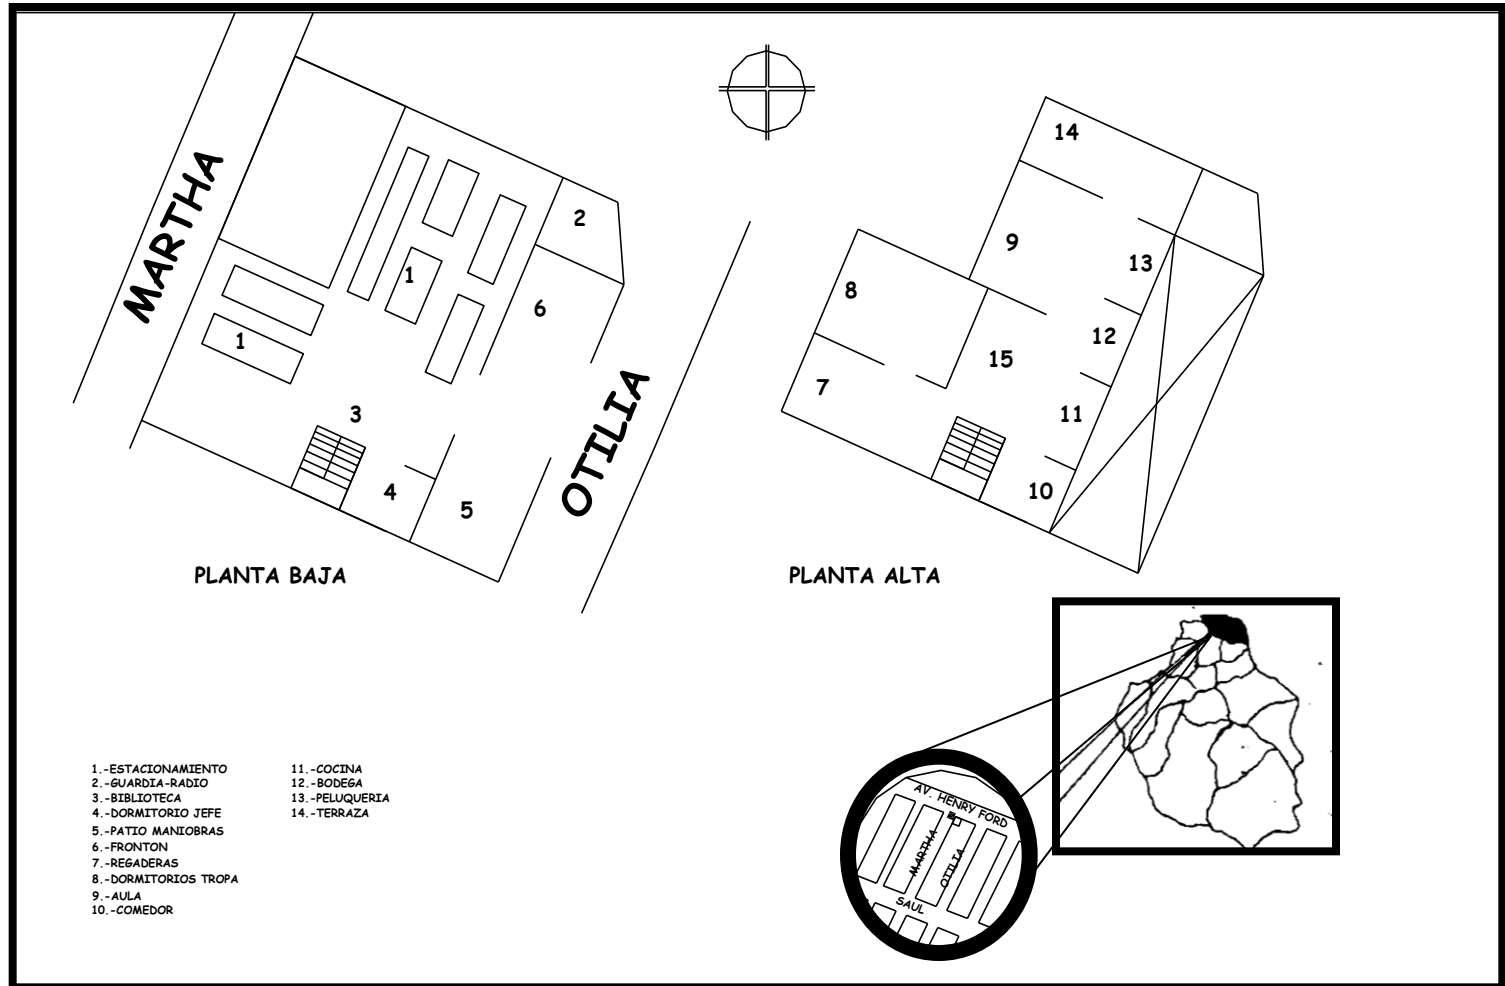 MARTHA
OTILIA
1
1
2
3
4
5
6
PLANTA BAJA
14
9
13
8
12
15
7
11
10
PLANTA ALTA
1.-ESTACIONAMIENTO
2.-GUARDIA-RADIO
3.-BIBLIOTECA
4.-DORMITORIO JEFE
5.-PATIO MANIOBRAS
6.-FRONTON
7.-REGADERAS
8.-DORMITORIOS TROPA
9.-AULA
10.-COMEDOR
11.-COCINA
12.-BODEGA
13.-PELUQUERIA
14.-TERRAZA
AV. HENRY FORD
MARTHA
OTILIA
SAUL